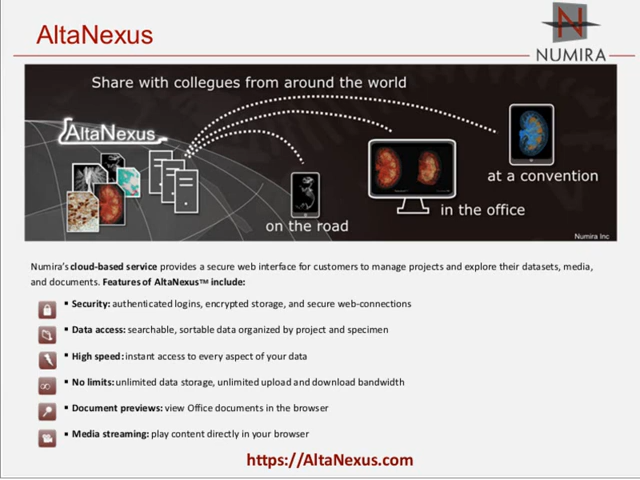 AltaNexus
NUMIRA
Share with collegues from around the world
AltaNexus
at a convention
in the office
on the road
Numira Inc
Numira's cloud-based service provides a secure web interface for customers to manage projects and explore their datasets, media,
and documents. Features of AltaNexus™ include:
▪ Security: authenticated logins, encrypted storage, and secure web-connections
▪ Data access: searchable, sortable data organized by project and specimen
▪ High speed: instant access to every aspect of your data
▪ No limits: unlimited data storage, unlimited upload and download bandwidth
▪ Document previews: view Office documents in the browser
▪ Media streaming: play content directly in your browser
https://AltaNexus.com